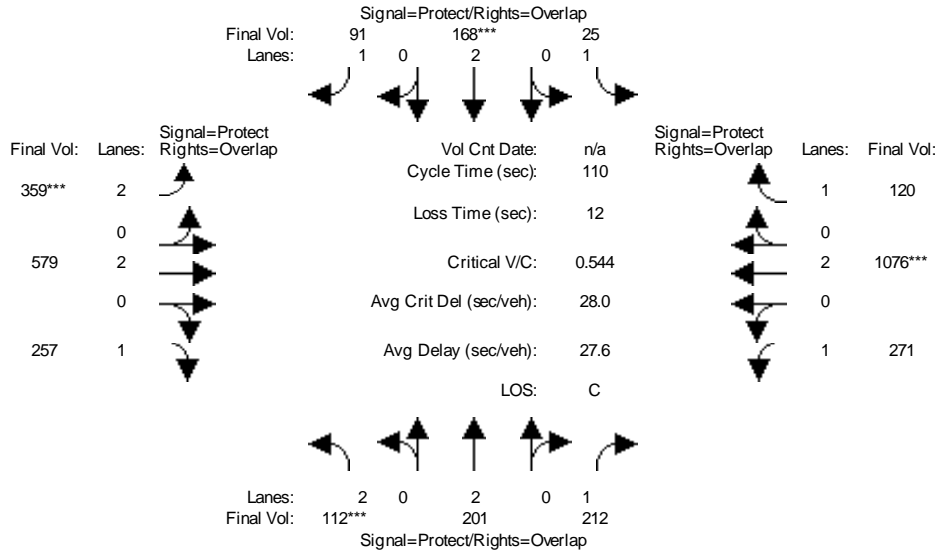 Signal=Protect/Rights=Overlap
Final Vol: 91 168*** 25
Lanes: 1 0 2 0 1
Signal=Protect
Final Vol: Lanes: Rights=Overlap
Vol Cnt Date: n/a
Signal=Protect
Rights=Overlap Lanes: Final Vol:
Cycle Time (sec): 110
359*** 2
1 120
Loss Time (sec): 12
0
0
579 2
Critical V/C: 0.544
2 1076***
0
Avg Crit Del (sec/veh): 28.0
0
257 1
Avg Delay (sec/veh): 27.6
1 271
LOS: C
Lanes: 2 0 2 0 1
Final Vol: 112*** 201 212
Signal=Protect/Rights=Overlap